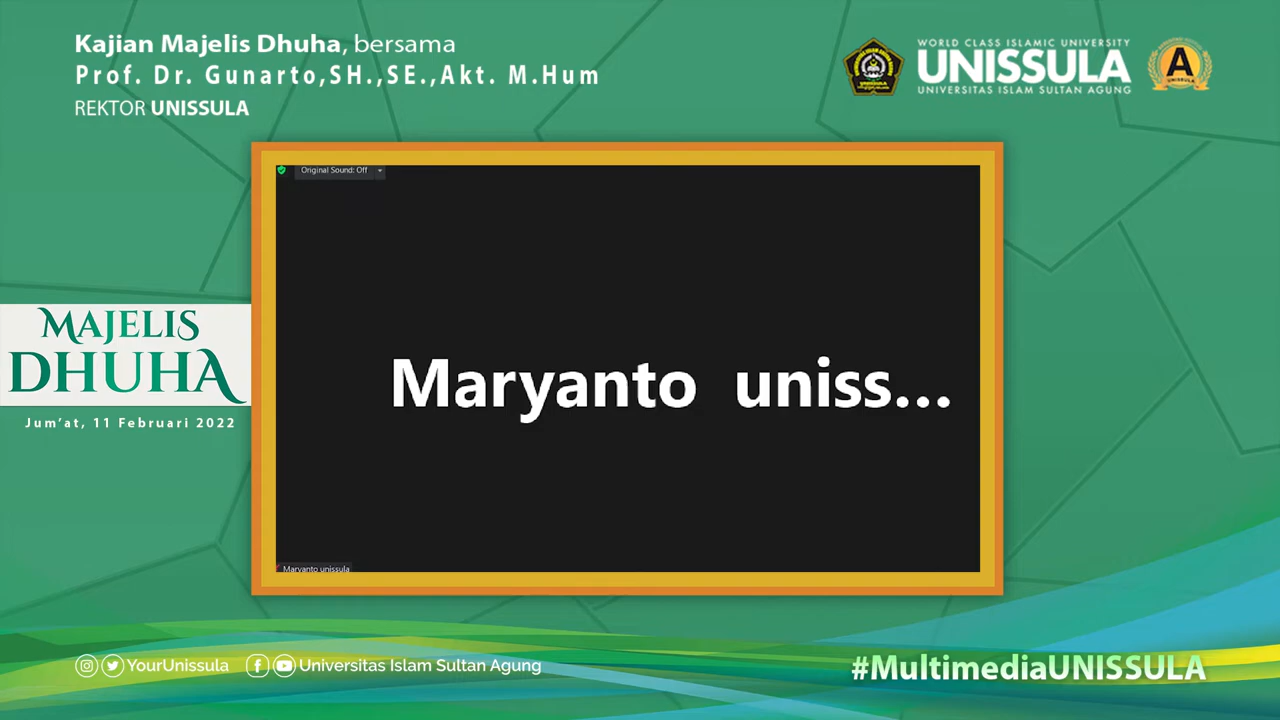 Kajian Majelis Dhuha, bersama
Prof. Dr. Gunarto,SH.,SE.,Akt. M.Hum
REKTOR UNISSULA
WORLD CLASS ISLAMIC UNIVERSITY
UNISSULA
UNIVERSITAS ISLAM SULTAN AGUNG
A
UNISSULA
Original Sound: Off
MAJELIS
DHUHA
Jum'at, 11 Februari 2022
Maryanto uniss...
Maryanto unissula
YourUnissula
Universitas Islam Sultan Agung
#MultimediaUNISSULA